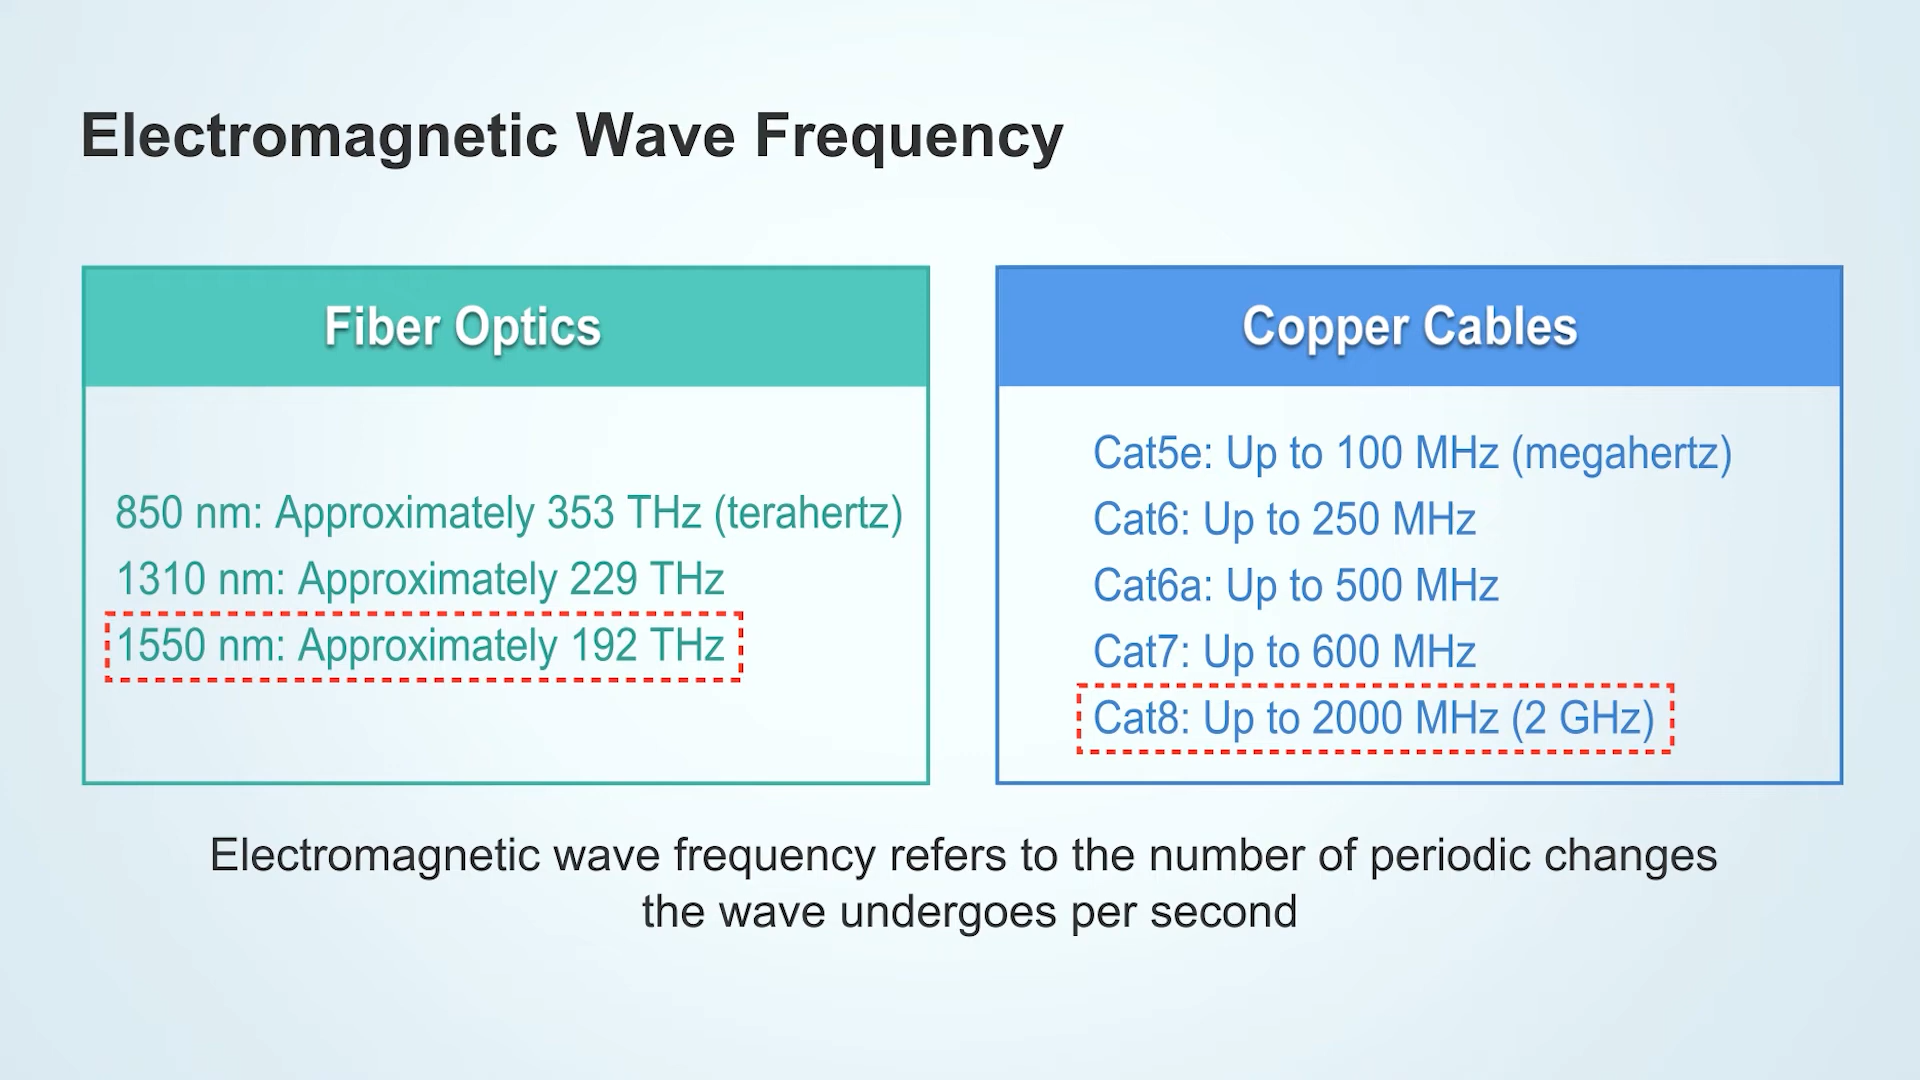 Electromagnetic Wave Frequency
Fiber Optics
850 nm: Approximately 353 THz (terahertz)
1310 nm: Approximately 229 THz
1550 nm: Approximately 192 THz
Copper Cables
Cat5e: Up to 100 MHz (megahertz)
Cat6: Up to 250 MHz
Cat6a: Up to 500 MHz
Cat7: Up to 600 MHz
Cat8: Up to 2000 MHz (2 GHz)
Electromagnetic wave frequency refers to the number of periodic changes
the wave undergoes per second